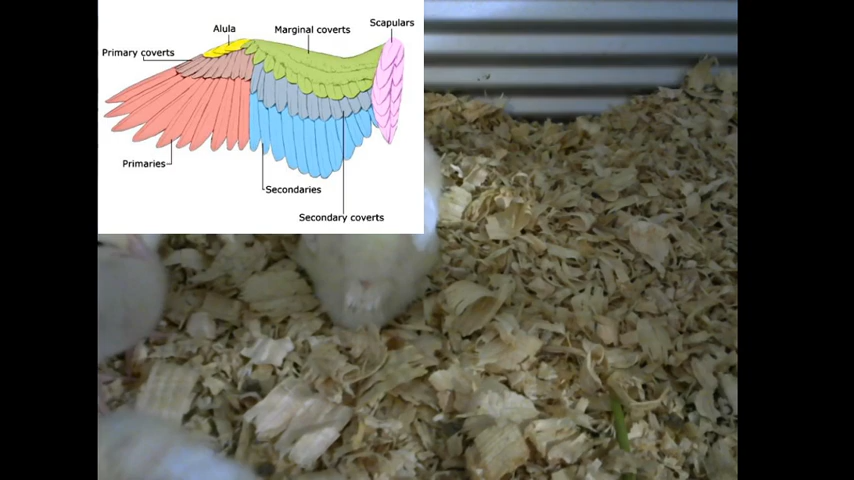 Scapulars
Alula
Marginal coverts
Primary coverts
Primaries
Secondaries
Secondary coverts